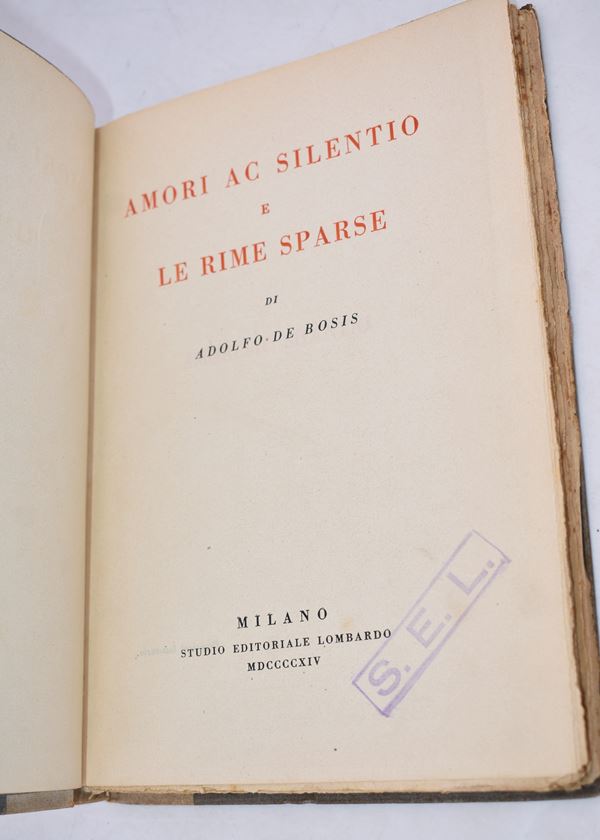 AMORI AC SILENTIO
E
LE RIME SPARSE
DI
ADOLFO DE BOSIS
MILANO
STUDIO EDITORIALE LOMBARDO
MDCCCCXIV
S. E. L.